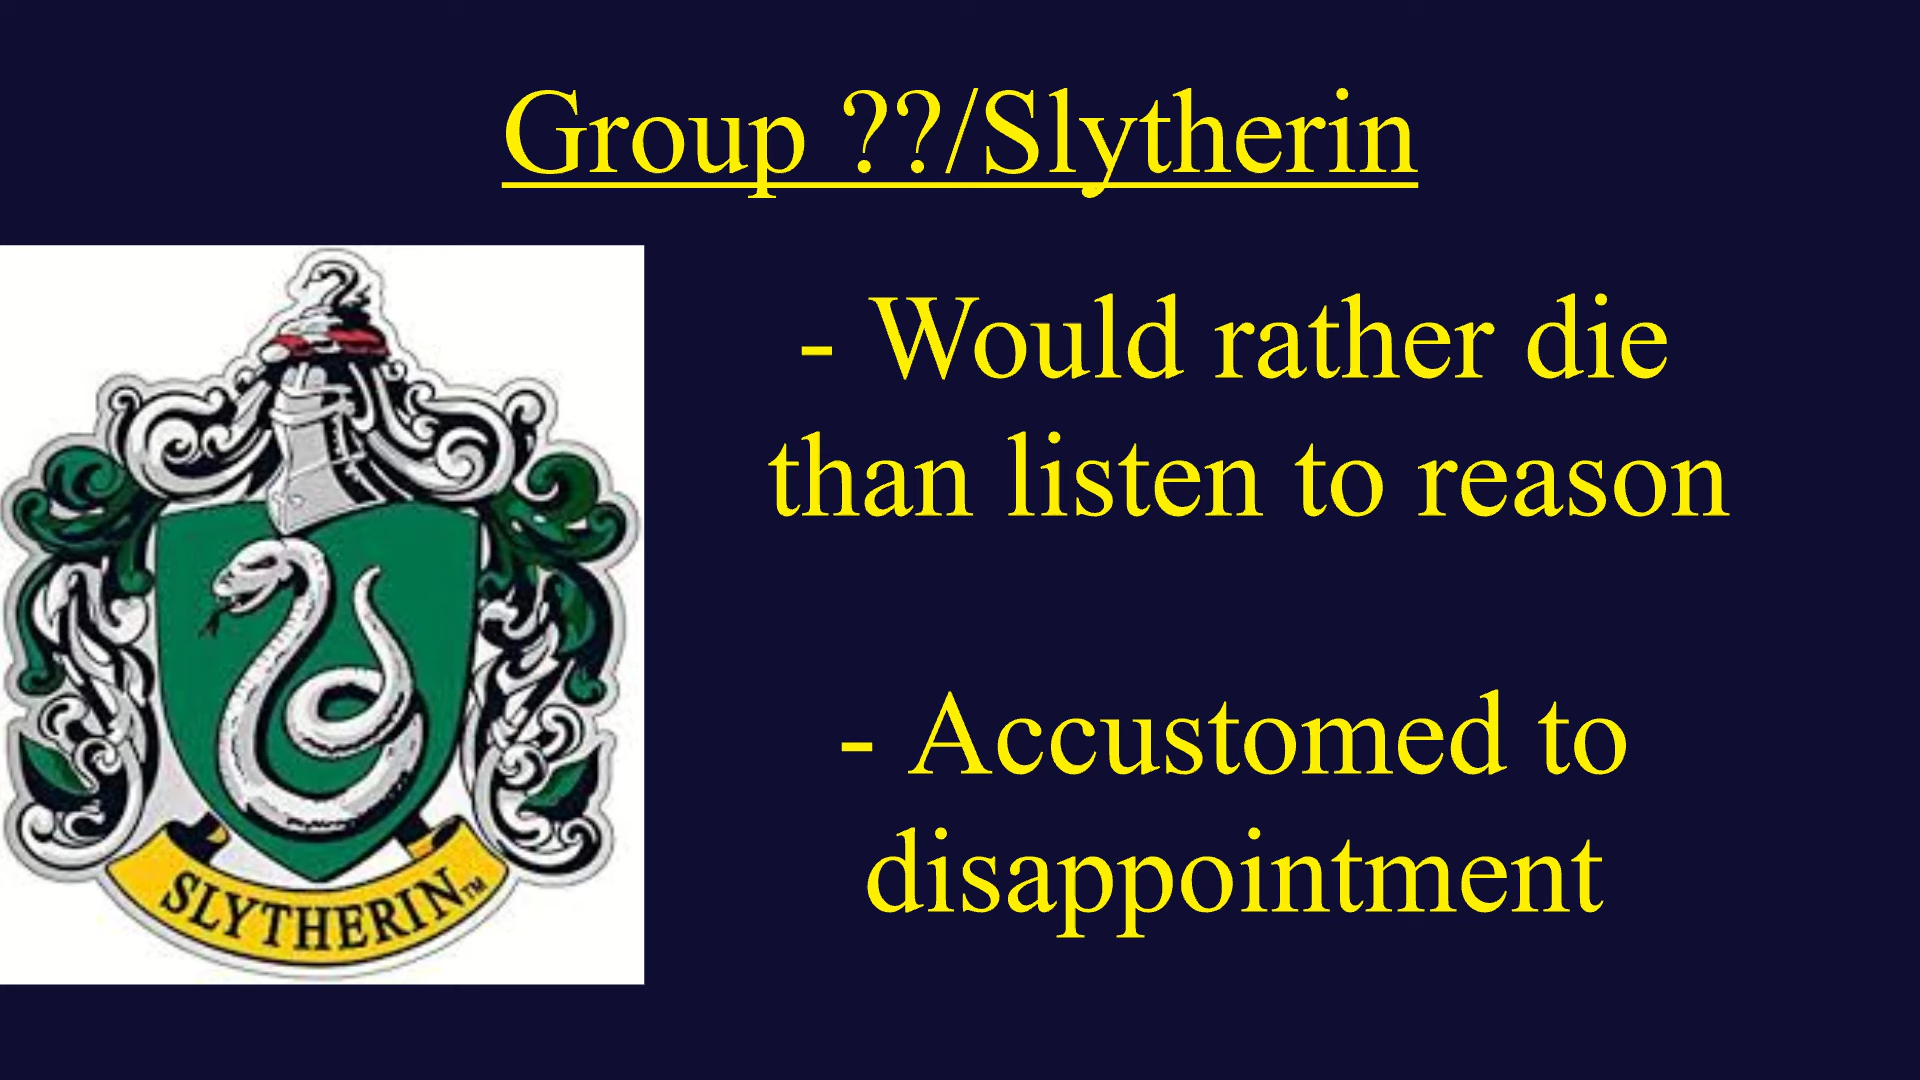 Group ??/Slytherin
- Would rather die
than listen to reason
- Accustomed to
disappointment
SLYTHERIN™